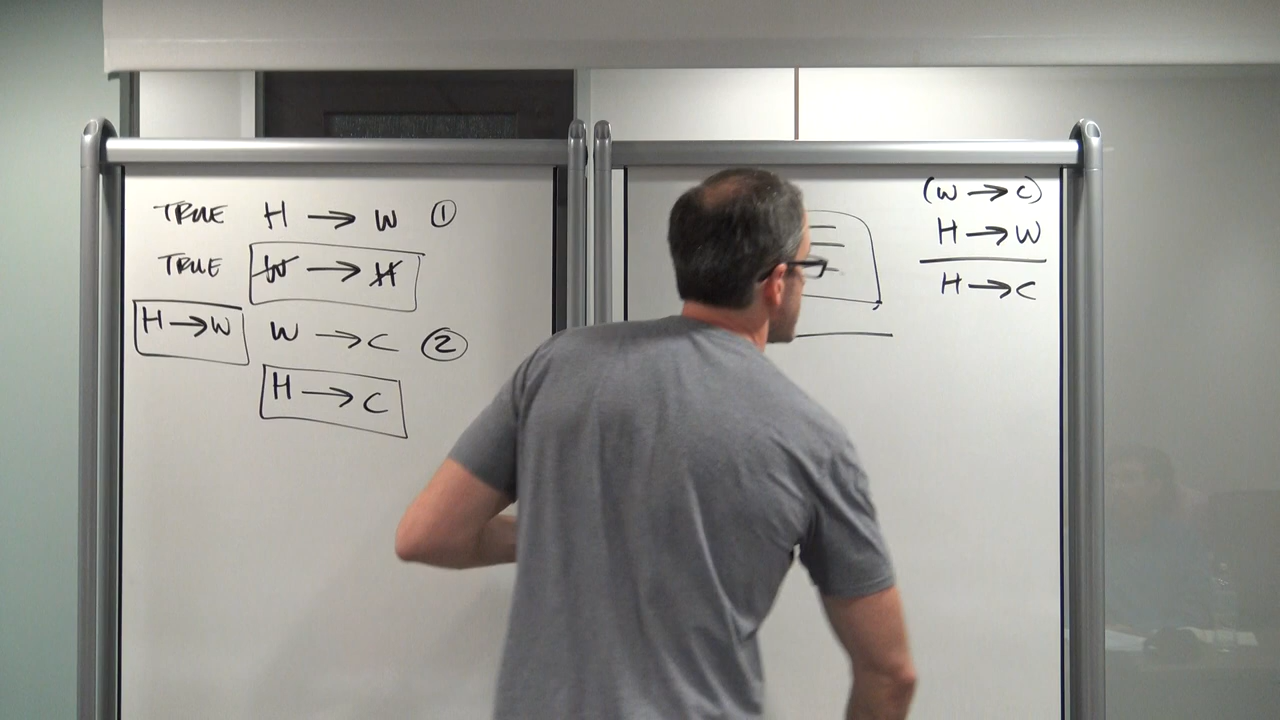 TRUE H → W ①
TRUE W̸ → H̸
H → W W → C ②
H → C
(W → C)
H → W
H → C